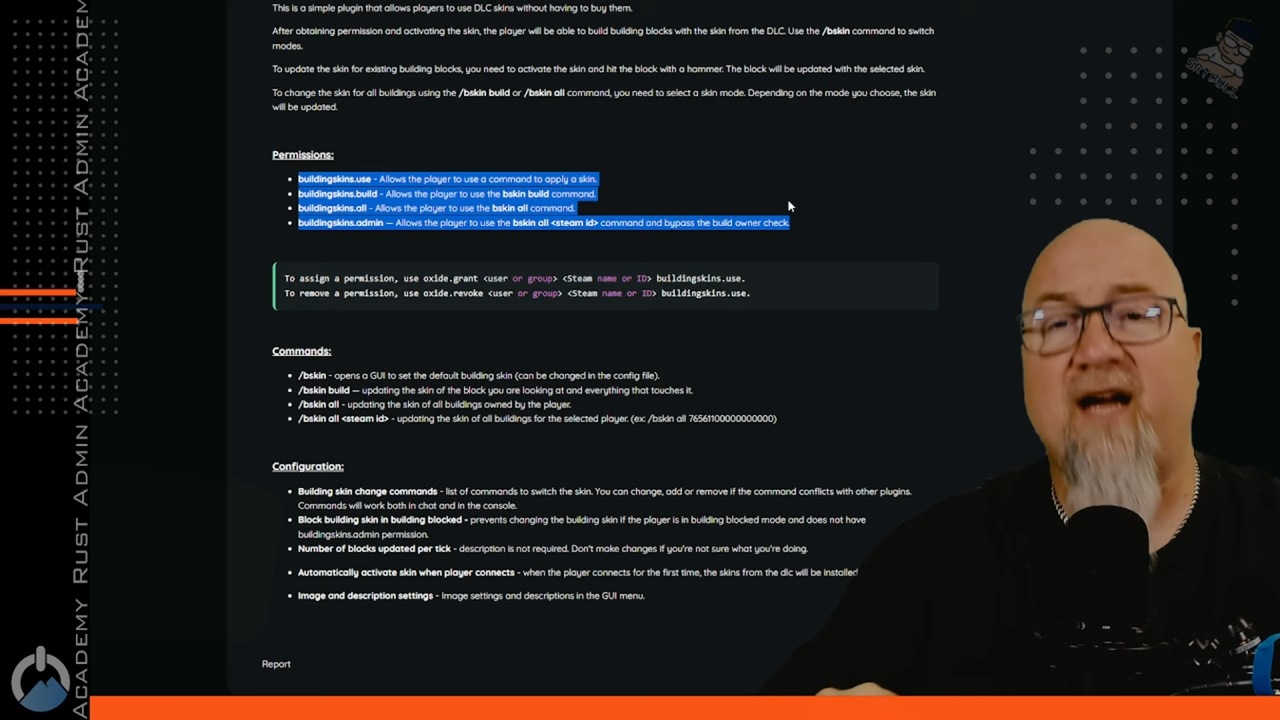 This is a simple plugin that allows players to use DLC skins without having to buy them.
After obtaining permission and activating the skin, the player will be able to build building blocks with the skin from the DLC. Use the /bskin command to switch
modes.
To update the skin for existing building blocks, you need to activate the skin and hit the block with a hammer. The block will be updated with the selected skin.
To change the skin for all buildings using the /bskin build or /bskin all command, you need to select a skin mode. Depending on the mode you choose, the skin
will be updated.
Permissions:
• buildingskins.use - Allows the player to use a command to apply a skin.
• buildingskins.build - Allows the player to use the bskin build command.
• buildingskins.all - Allows the player to use the bskin all command.
• buildingskins.admin — Allows the player to use the bskin all <steam id> command and bypass the build owner check.
To assign a permission, use oxide.grant <user or group> <Steam name or ID> buildingskins.use.
To remove a permission, use oxide.revoke <user or group> <Steam name or ID> buildingskins.use.
Commands:
• /bskin - opens a GUI to set the default building skin (can be changed in the config file).
• /bskin build — updating the skin of the block you are looking at and everything that touches it.
• /bskin all - updating the skin of all buildings owned by the player.
• /bskin all <steam id> - updating the skin of all buildings for the selected player. (ex: /bskin all 76561100000000000)
Configuration:
• Building skin change commands - list of commands to switch the skin. You can change, add or remove if the command conflicts with other plugins.
Commands will work both in chat and in the console.
• Block building skin in building blocked - prevents changing the building skin if the player is in building blocked mode and does not have
buildingskins.admin permission.
• Number of blocks updated per tick - description is not required. Don't make changes if you're not sure what you're doing.
• Automatically activate skin when player connects - when the player connects for the first time, the skins from the dlc will be installed
• Image and description settings - Image settings and descriptions in the GUI menu.
Report
ACADEMY RUST ADMIN ACADEMY RUST ADMIN ACADEMY
SRTBULL